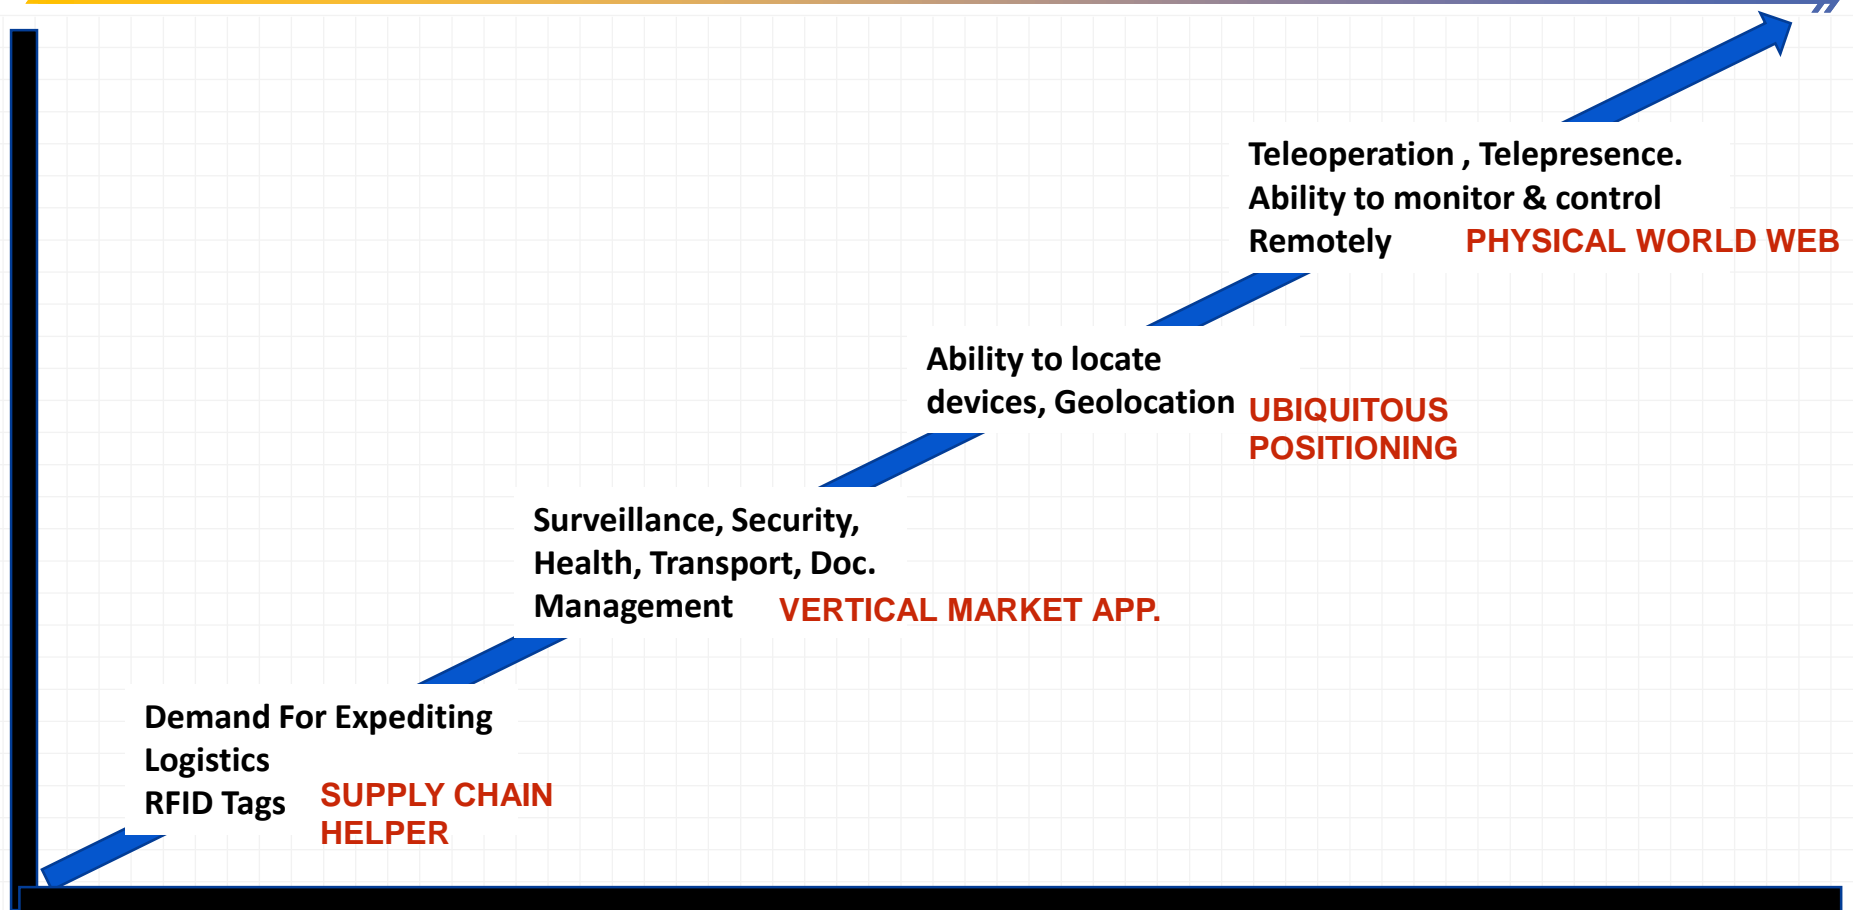 Teleoperation , Telepresence.
Ability to monitor & control
Remotely PHYSICAL WORLD WEB
Ability to locate
devices, Geolocation
UBIQUITOUS
POSITIONING
Surveillance, Security,
Health, Transport, Doc.
Management VERTICAL MARKET APP.
Demand For Expediting
Logistics
RFID Tags
SUPPLY CHAIN
HELPER